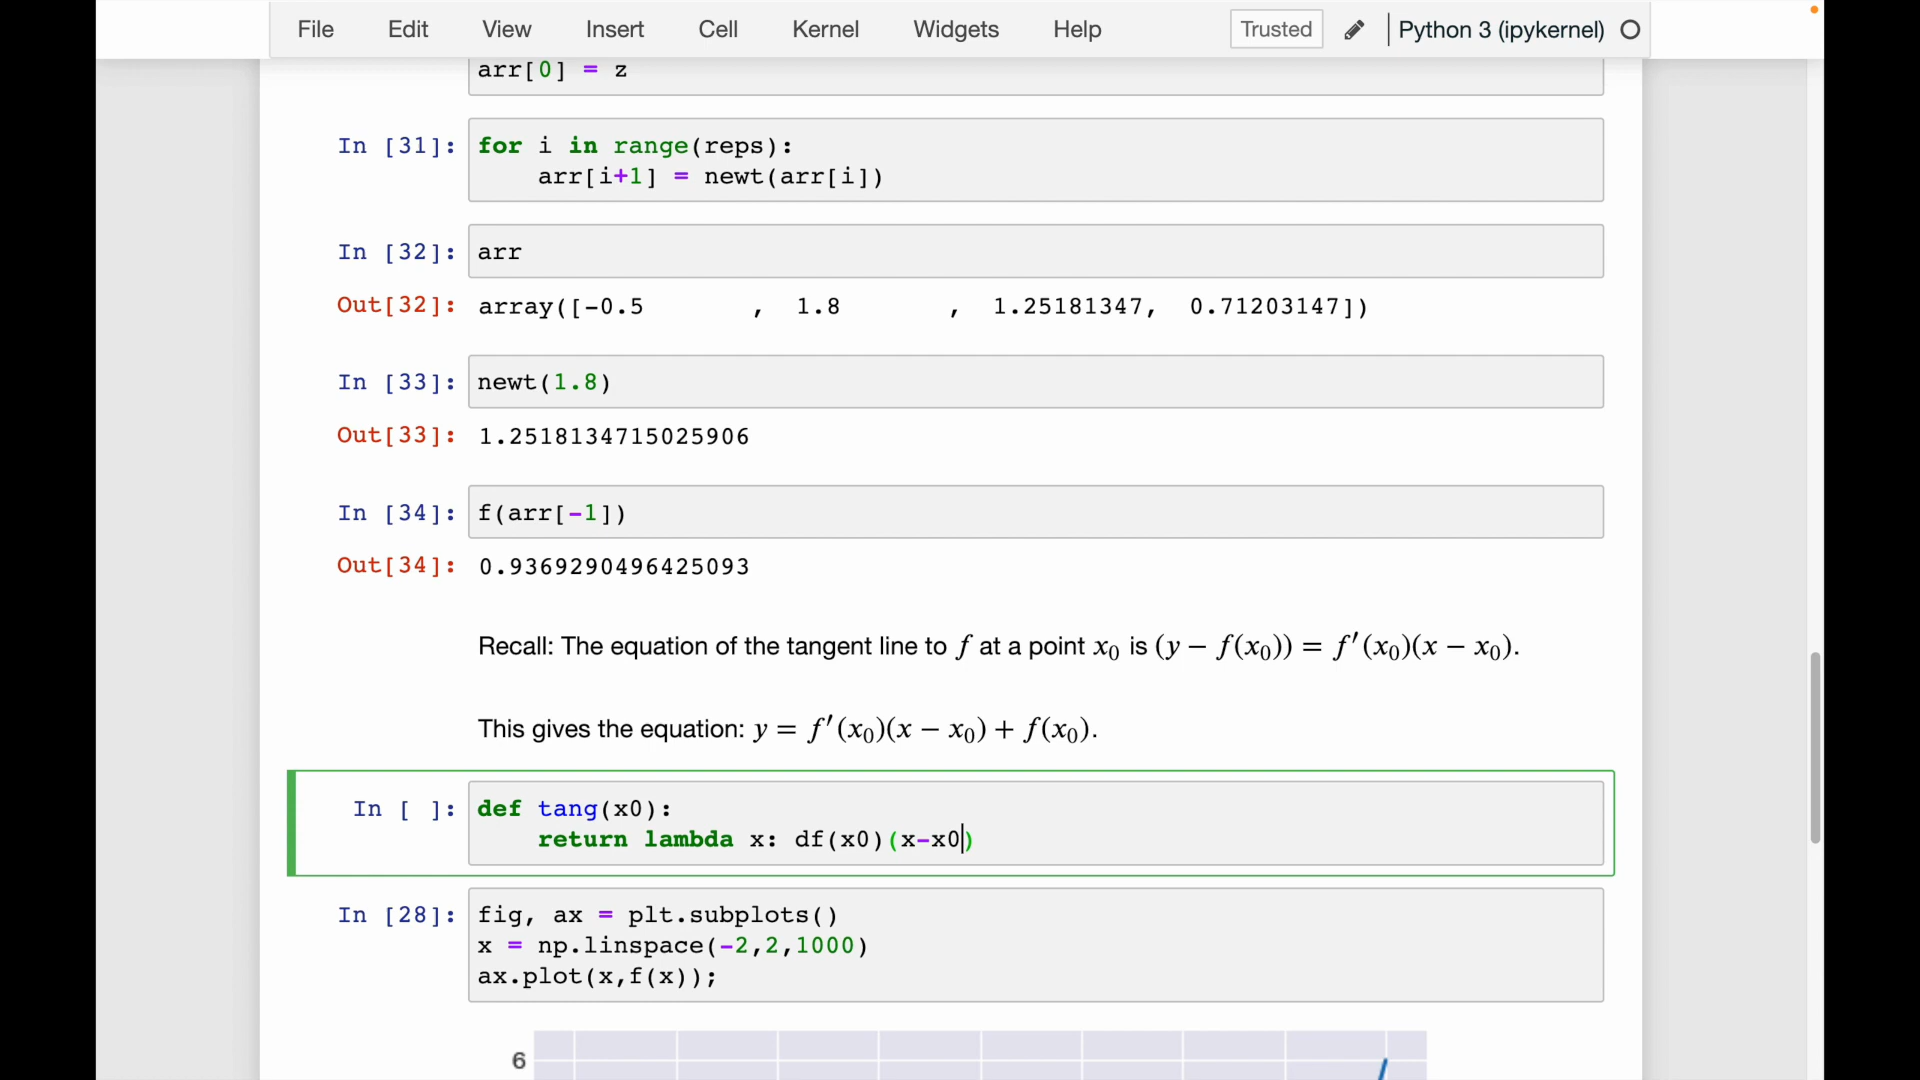 File Edit View Insert Cell Kernel Widgets Help Trusted Python 3 (ipykernel)
arr[0] = z
In [31]: for i in range(reps):
arr[i+1] = newt(arr[i])
In [32]: arr
Out[32]: array([-0.5 , 1.8 , 1.25181347, 0.71203147])
In [33]: newt(1.8)
Out[33]: 1.2518134715025906
In [34]: f(arr[-1])
Out[34]: 0.9369290496425093
Recall: The equation of the tangent line to f at a point x₀ is (y − f(x₀)) = f′(x₀)(x − x₀).
This gives the equation: y = f′(x₀)(x − x₀) + f(x₀).
In [ ]: def tang(x0):
return lambda x: df(x0)(x-x0)
In [28]: fig, ax = plt.subplots()
x = np.linspace(-2,2,1000)
ax.plot(x,f(x));
6